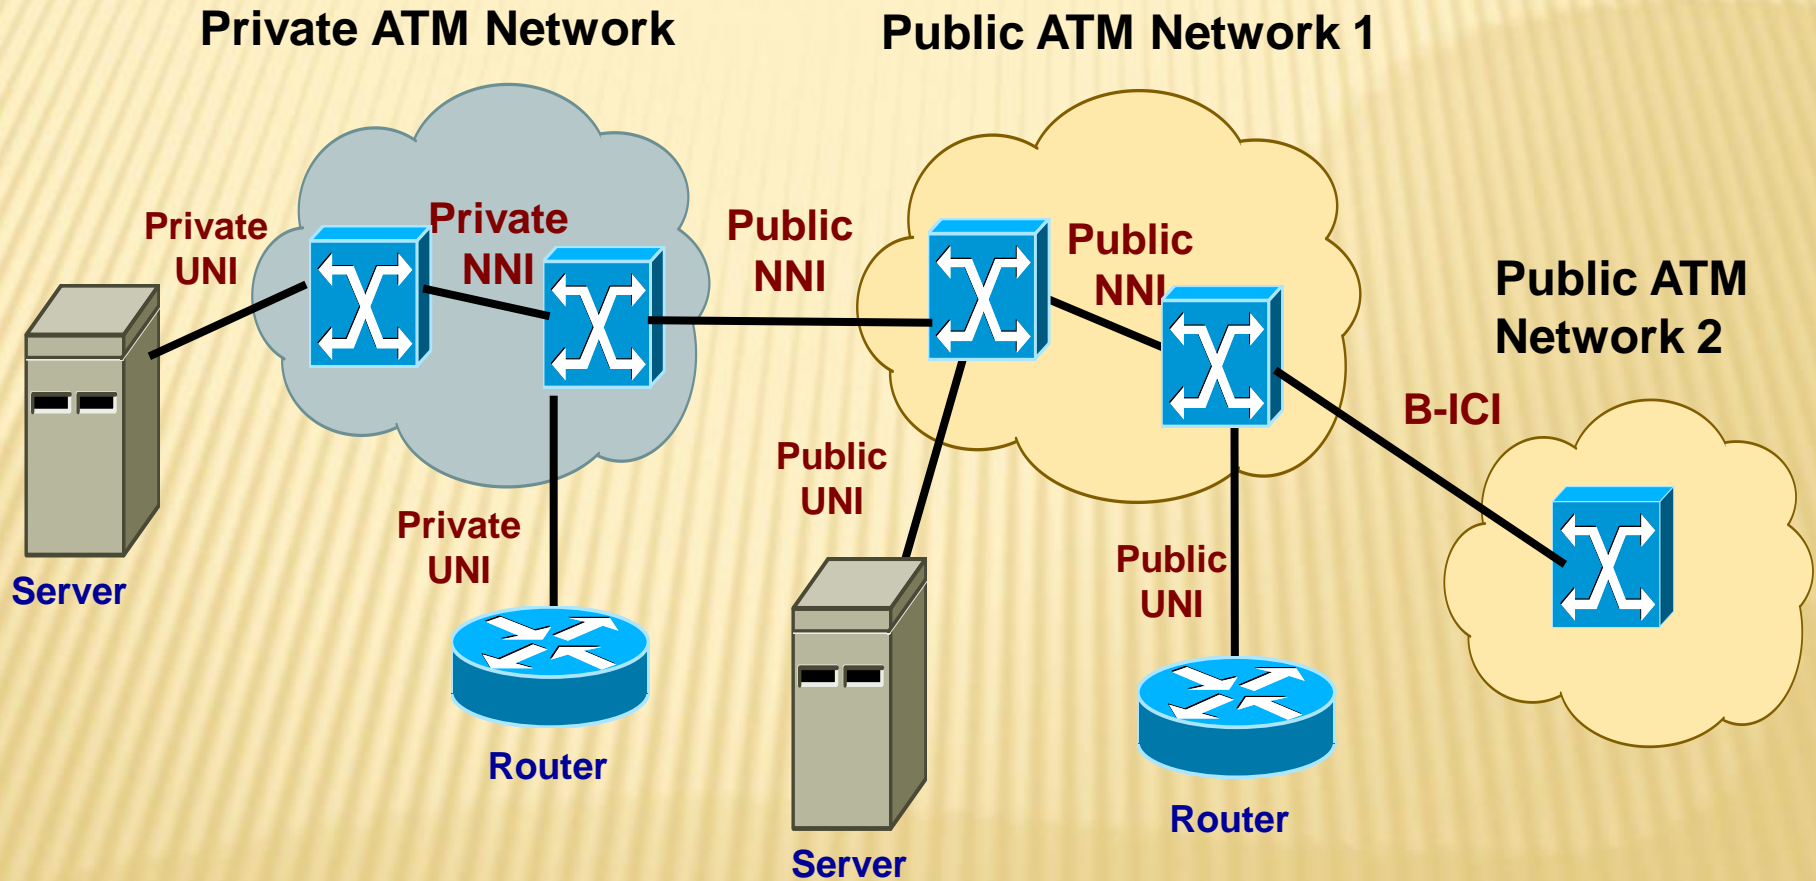 Private ATM Network
Public ATM Network 1
Private
UNI
Private
NNI
Public
NNI
Public
NNI
Public ATM
Network 2
B-ICI
Public
UNI
Private
UNI
Public
UNI
Server
Router
Router
Server